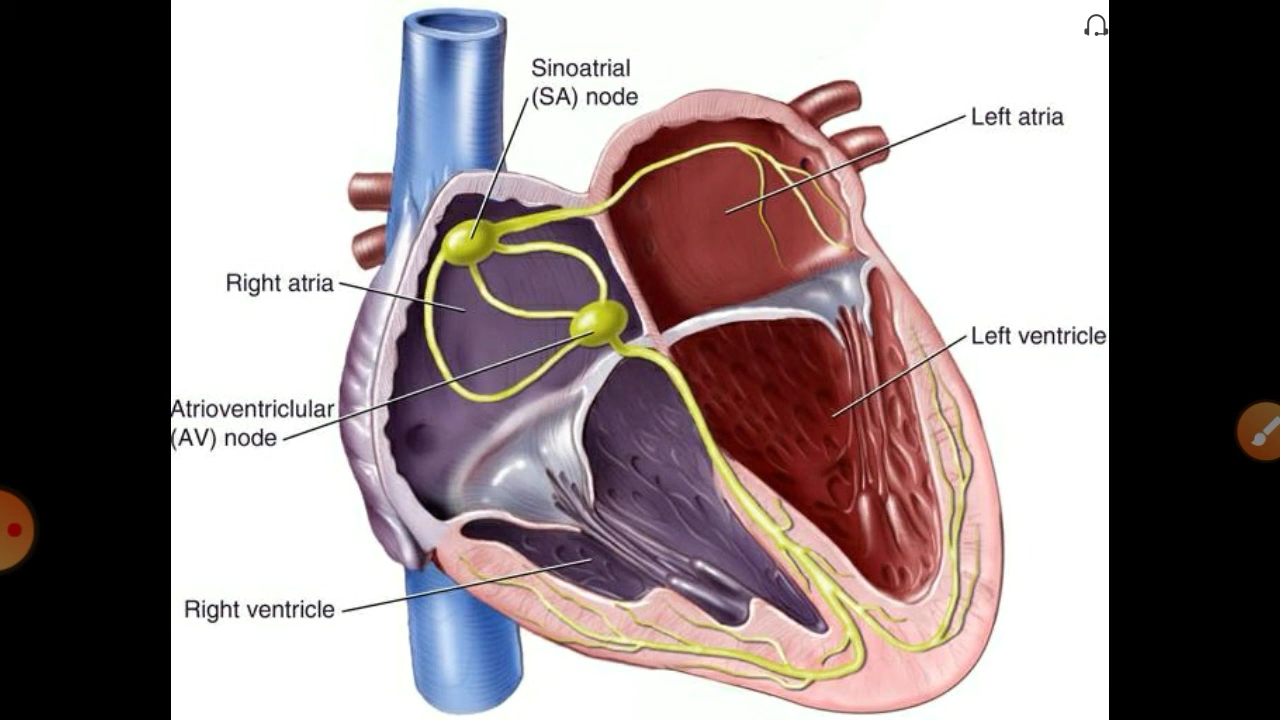 Sinoatrial
(SA) node
Left atria
Right atria
Left ventricle
Atrioventriclular
(AV) node
Right ventricle